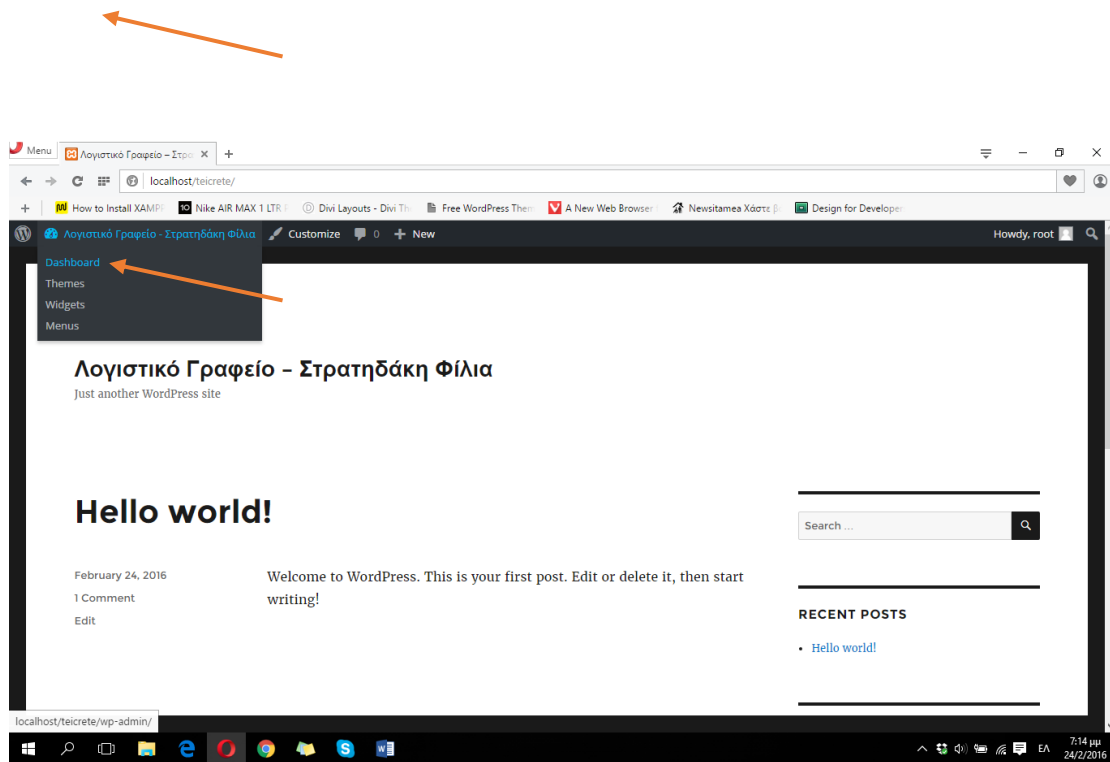 Menu
Λογιστικό Γραφείο – Στρα
localhost/teicrete/
How to Install XAMPP
Nike AIR MAX 1 LTR
Divi Layouts - Divi Th
Free WordPress Them
A New Web Browser
Newsitamea Χάστε β
Design for Developer
Λογιστικό Γραφείο - Στρατηδάκη Φίλια
Customize
0
New
Howdy, root
Dashboard
Themes
Widgets
Menus
Λογιστικό Γραφείο – Στρατηδάκη Φίλια
Just another WordPress site
Hello world!
February 24, 2016
1 Comment
Edit
Welcome to WordPress. This is your first post. Edit or delete it, then start
writing!
Search ...
RECENT POSTS
Hello world!
localhost/teicrete/wp-admin/
ΕΛ
7:14 μμ
24/2/2016